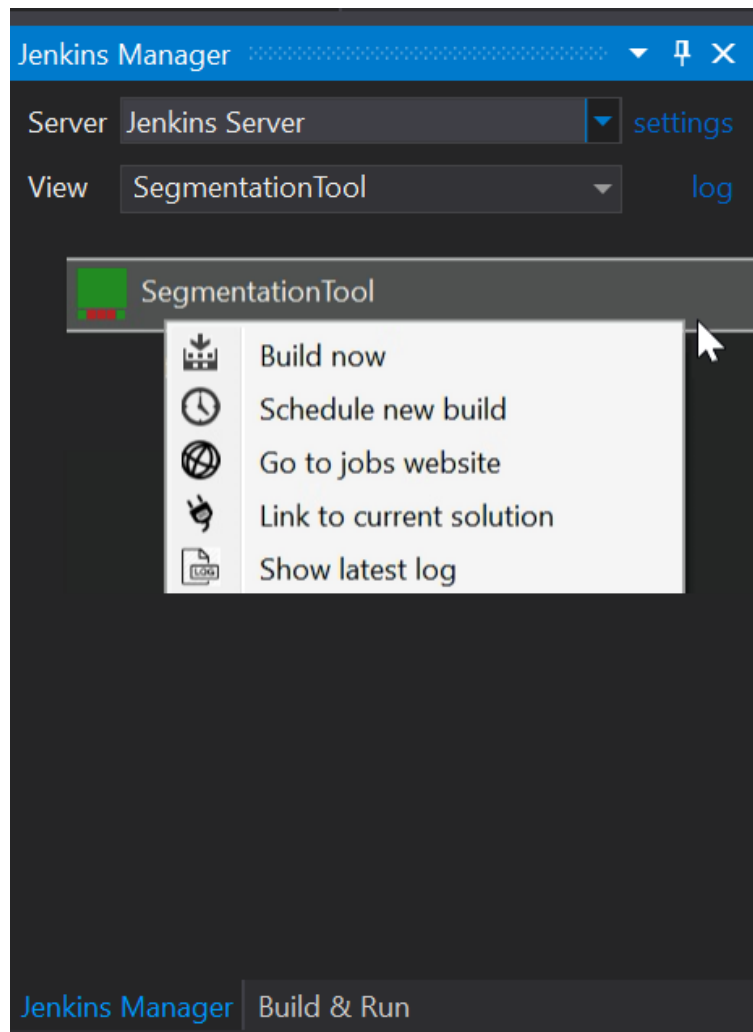 Jenkins Manager
Server Jenkins Server settings
View SegmentationTool log
SegmentationTool
Build now
Schedule new build
Go to jobs website
Link to current solution
LOG Show latest log
Jenkins Manager Build & Run